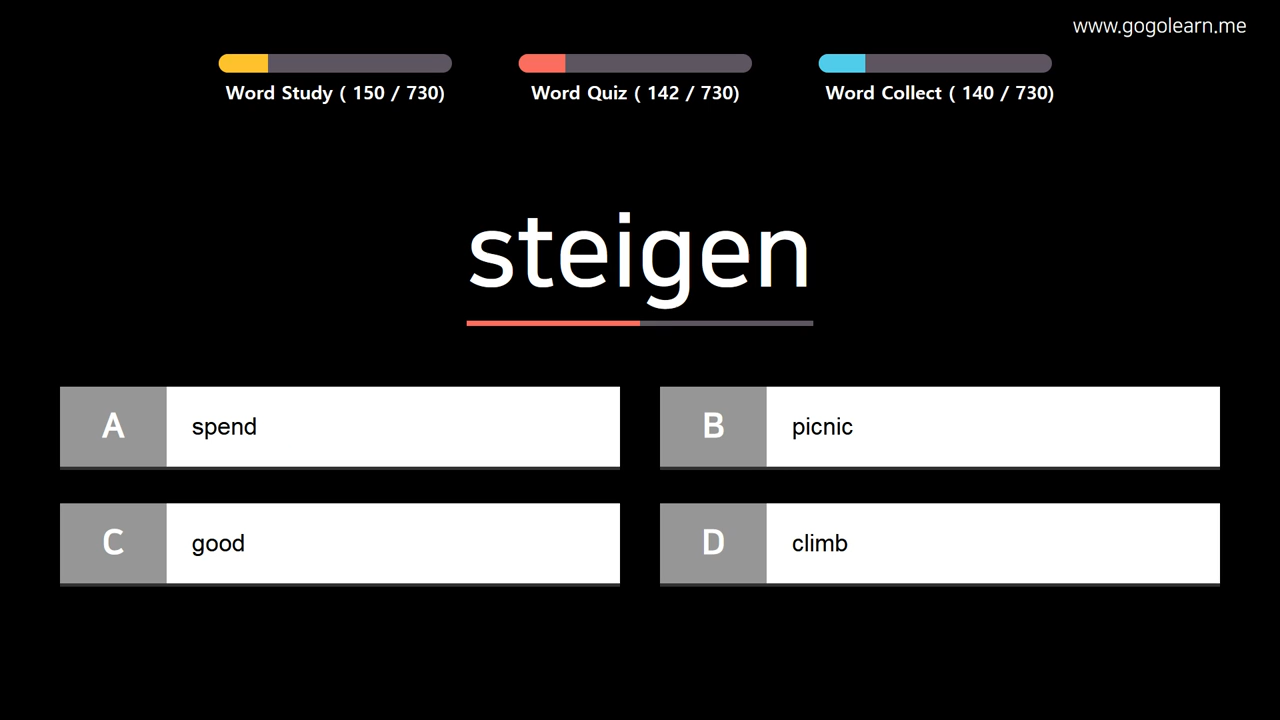 www.gogolearn.me
Word Study ( 150 / 730)
Word Quiz ( 142 / 730)
Word Collect ( 140 / 730)
steigen
A spend
B picnic
C good
D climb